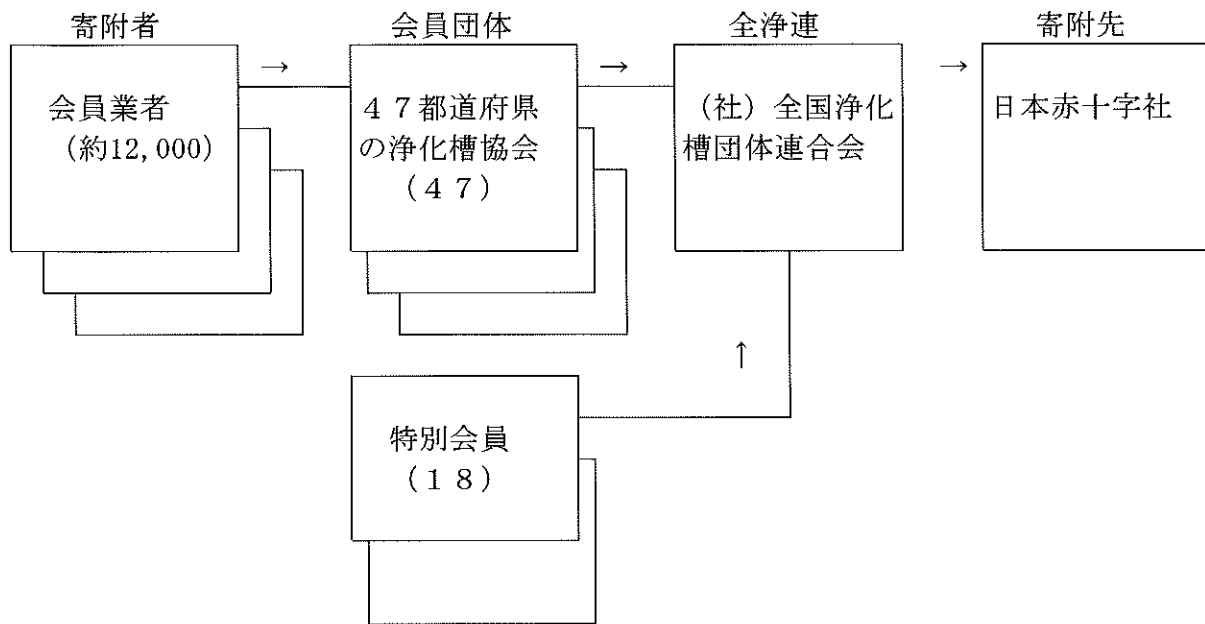 寄附者
会員団体
全浄連
寄附先
→
→
→
会員業者
(約12,000)
47都道府県
の浄化槽協会
(47)
(社)全国浄化
槽団体連合会
日本赤十字社
↑
特別会員
(18)